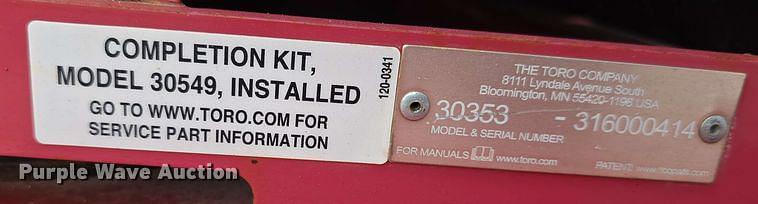 COMPLETION KIT,
MODEL 30549, INSTALLED
GO TO WWW.TORO.COM FOR
SERVICE PART INFORMATION
120-0341
THE TORO COMPANY
8111 Lyndale Avenue South
Bloomington, MN 55420-1196 USA
30353 - 316000414
MODEL & SERIAL NUMBER
FOR MANUALS www.toro.com
PATENT: www.ttcopats.com
Purple Wave Auction